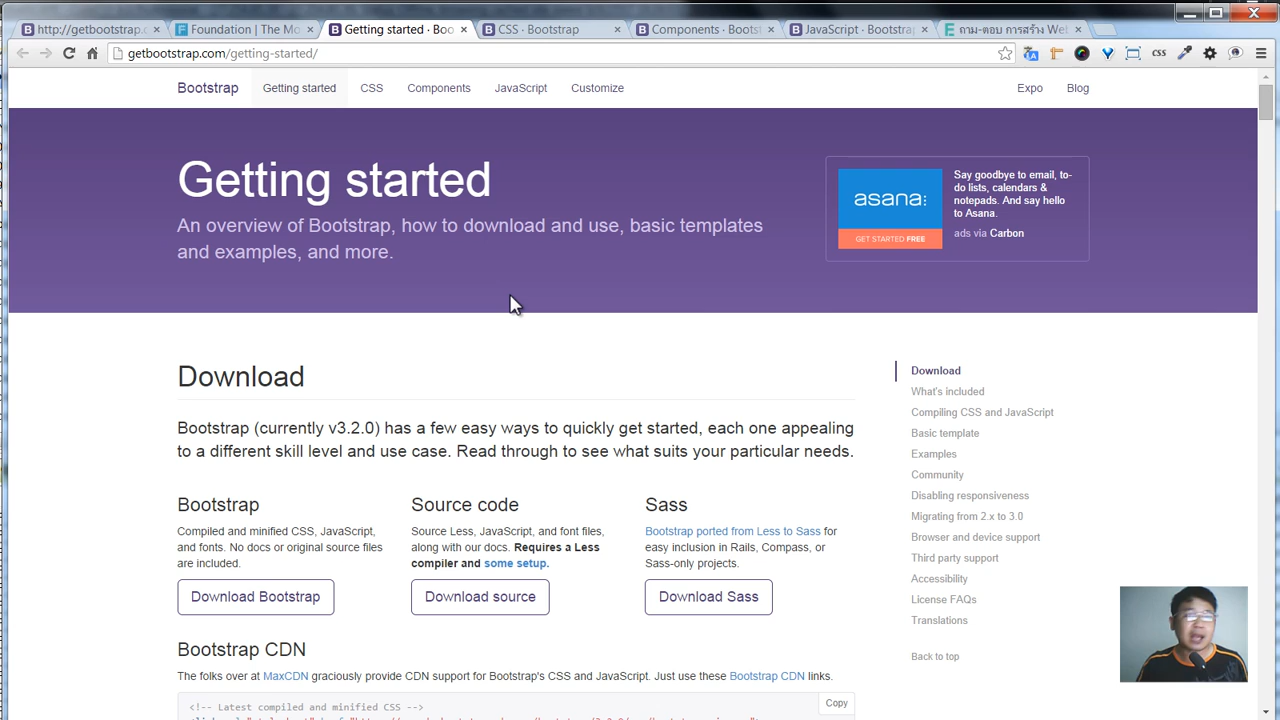 http://getbootstrap.c
Foundation | The Mo
Getting started · Boo
CSS · Bootstrap
Components · Bootst
JavaScript · Bootstrap
ถาม-ตอบ การสร้าง Web
getbootstrap.com/getting-started/
CSS
Bootstrap
Getting started
CSS
Components
JavaScript
Customize
Expo
Blog
Getting started
An overview of Bootstrap, how to download and use, basic templates
and examples, and more.
asana:
GET STARTED FREE
Say goodbye to email, to-
do lists, calendars &
notepads. And say hello
to Asana.
ads via Carbon
Download
Bootstrap (currently v3.2.0) has a few easy ways to quickly get started, each one appealing
to a different skill level and use case. Read through to see what suits your particular needs.
Bootstrap
Compiled and minified CSS, JavaScript,
and fonts. No docs or original source files
are included.
Download Bootstrap
Source code
Source Less, JavaScript, and font files,
along with our docs. Requires a Less
compiler and some setup.
Download source
Sass
Bootstrap ported from Less to Sass for
easy inclusion in Rails, Compass, or
Sass-only projects.
Download Sass
Bootstrap CDN
The folks over at MaxCDN graciously provide CDN support for Bootstrap's CSS and JavaScript. Just use these Bootstrap CDN links.
Copy
<!-- Latest compiled and minified CSS -->
Download
What's included
Compiling CSS and JavaScript
Basic template
Examples
Community
Disabling responsiveness
Migrating from 2.x to 3.0
Browser and device support
Third party support
Accessibility
License FAQs
Translations
Back to top